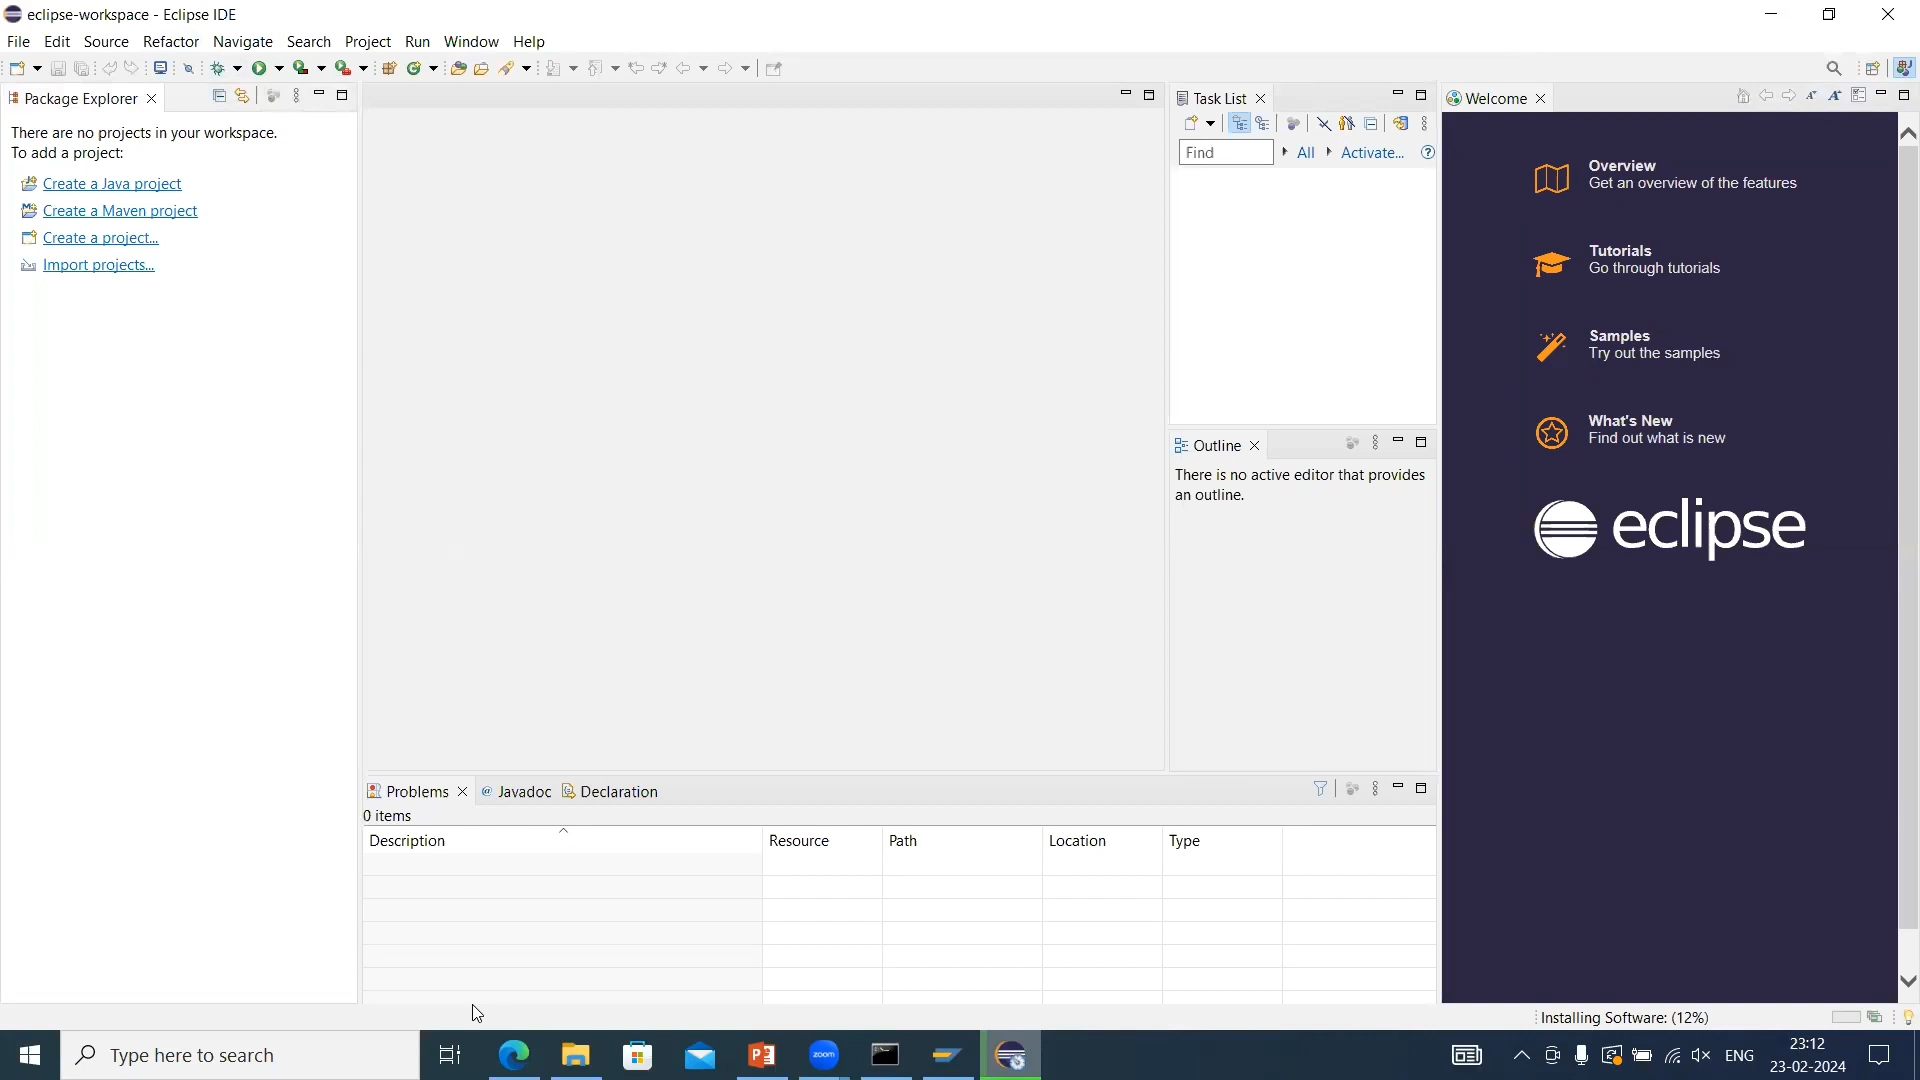 eclipse-workspace - Eclipse IDE
File Edit Source Refactor Navigate Search Project Run Window Help
Package Explorer
There are no projects in your workspace.
To add a project:
Create a Java project
Create a Maven project
Create a project...
Import projects...
Task List
Find All Activate...
Outline
There is no active editor that provides
an outline.
Welcome
Overview
Get an overview of the features
Tutorials
Go through tutorials
Samples
Try out the samples
What's New
Find out what is new
eclipse
Problems Javadoc Declaration
0 items
Description Resource Path Location Type
Installing Software: (12%)
Type here to search
zoom
ENG
23:12
23-02-2024